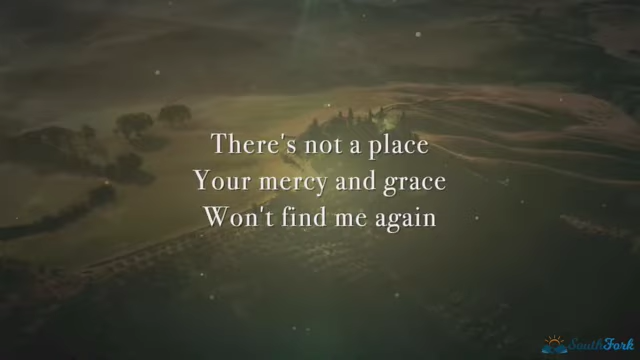 There's not a place
Your mercy and grace
Won't find me again
SouthFork